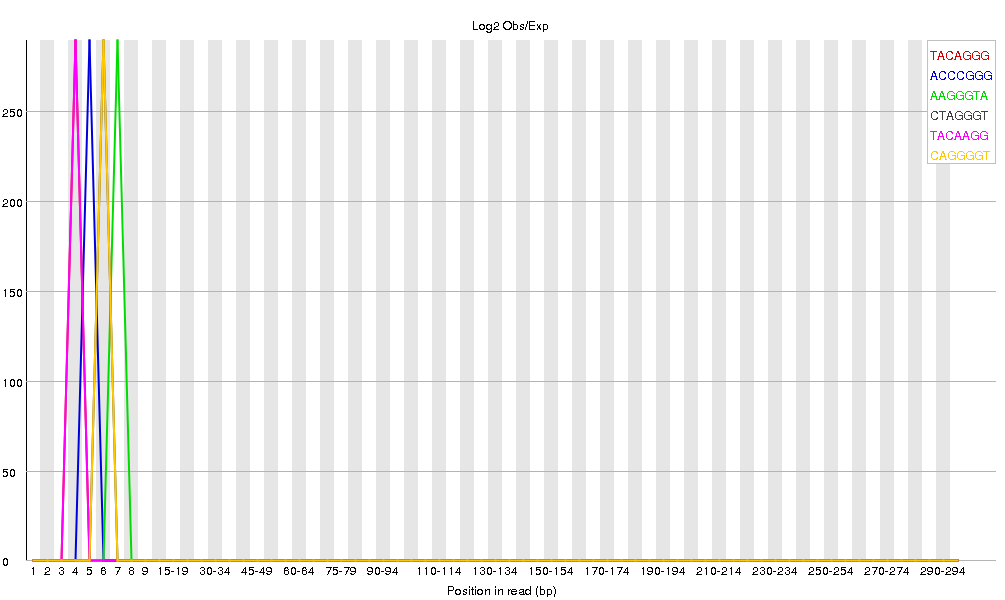 Log2 Obs/Exp
TACAGGG
ACCCGGG
AAGGGTA
CTAGGGT
TACAAGG
CAGGGGT
250
200
150
100
50
0
1 2 3 4 5 6 7 8 9 15-19 30-34 45-49 60-64 75-79 90-94 110-114 130-134 150-154 170-174 190-194 210-214 230-234 250-254 270-274 290-294
Position in read (bp)